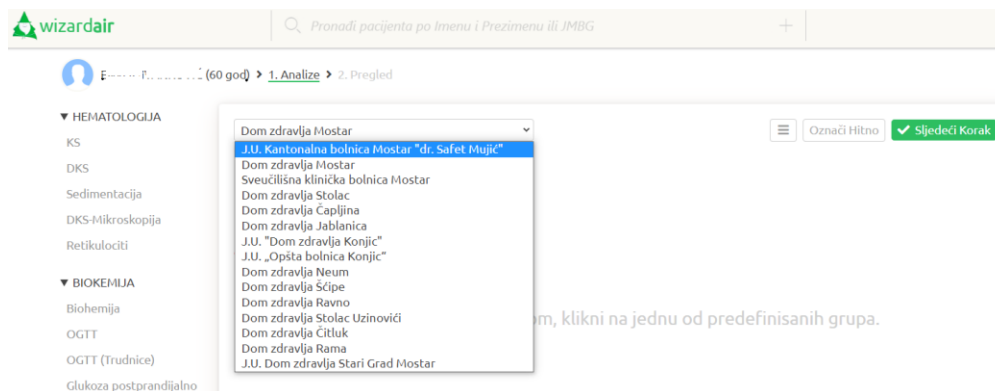 wizardair
Pronađi pacijenta po Imenu i Prezimenu ili JMBG
(60 god) > 1. Analize > 2. Pregled
▼ HEMATOLOGIJA
KS
DKS
Sedimentacija
DKS-Mikroskopija
Retikulociti
▼ BIOKEMIJA
Biohemija
OGTT
OGTT (Trudnice)
Glukoza postprandijalno
Dom zdravlja Mostar
Označi Hitno
Sljedeći Korak
J.U. Kantonalna bolnica Mostar "dr. Safet Mujić"
Dom zdravlja Mostar
Sveučilišna klinička bolnica Mostar
Dom zdravlja Stolac
Dom zdravlja Čapljina
Dom zdravlja Jablanica
J.U. "Dom zdravlja Konjic"
J.U. „Opšta bolnica Konjic"
Dom zdravlja Neum
Dom zdravlja Šćipe
Dom zdravlja Ravno
Dom zdravlja Stolac Uzinovići
Dom zdravlja Čitluk
Dom zdravlja Rama
J.U. Dom zdravlja Stari Grad Mostar
klikni na jednu od predefinisanih grupa.